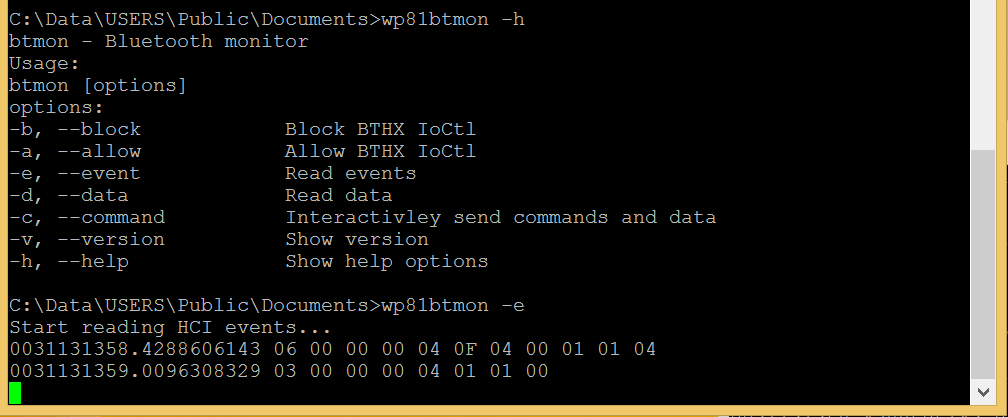 C:\Data\USERS\Public\Documents>wp81btmon -h
btmon - Bluetooth monitor
Usage:
btmon [options]
options:
-b, --block Block BTHX IoCtl
-a, --allow Allow BTHX IoCtl
-e, --event Read events
-d, --data Read data
-c, --command Interactivley send commands and data
-v, --version Show version
-h, --help Show help options
C:\Data\USERS\Public\Documents>wp81btmon -e
Start reading HCI events...
0031131358.4288606143 06 00 00 00 04 0F 04 00 01 01 04
0031131359.0096308329 03 00 00 00 04 01 01 00